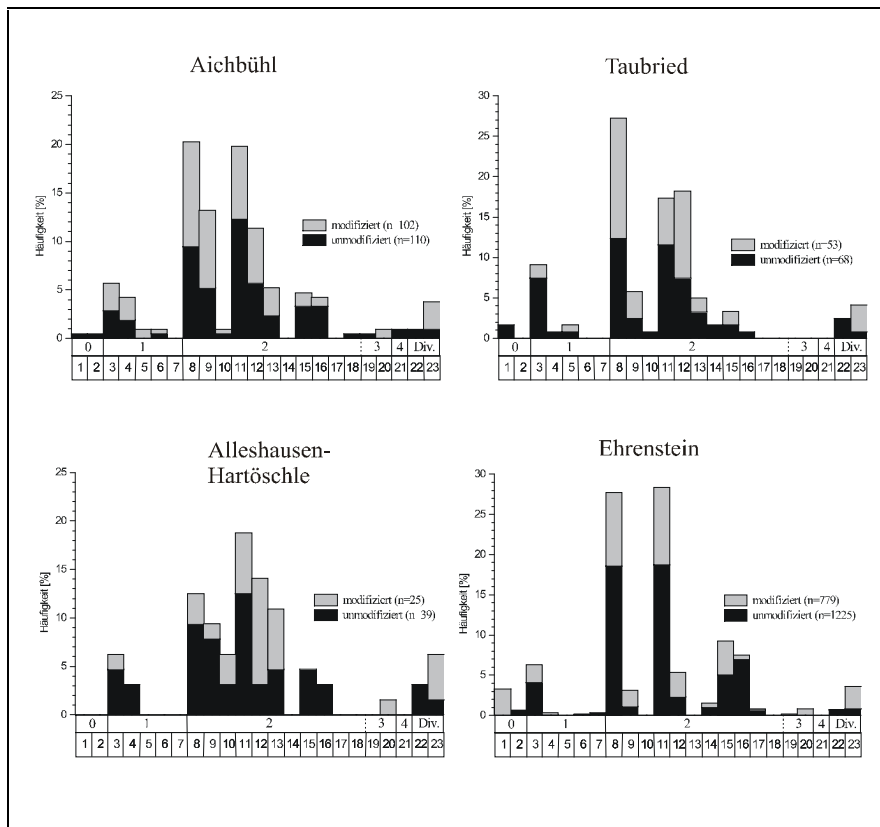 Aichbühl
25
20
15
10
5
0
Häufigkeit [%]
modifiziert (n 102)
unmodifiziert (n=110)
0 1 2 3 4 Div.
1 2 3 4 5 6 7 8 9 10 11 12 13 14 15 16 17 18 19 20 21 22 23
Taubried
30
25
20
15
10
5
0
Häufigkeit [%]
modifiziert (n=53)
unmodifiziert (n=68)
0 1 2 3 4 Div.
1 2 3 4 5 6 7 8 9 10 11 12 13 14 15 16 17 18 19 20 21 22 23
Alleshausen-
Hartöschle
25
20
15
10
5
0
Häufigkeit [%]
modifiziert (n=25)
unmodifiziert (n 39)
0 1 2 3 4 Div.
1 2 3 4 5 6 7 8 9 10 11 12 13 14 15 16 17 18 19 20 21 22 23
Ehrenstein
30
25
20
15
10
5
0
Häufigkeit [%]
modifiziert (n=779)
unmodifiziert (n=1225)
0 1 2 3 4 Div.
1 2 3 4 5 6 7 8 9 10 11 12 13 14 15 16 17 18 19 20 21 22 23